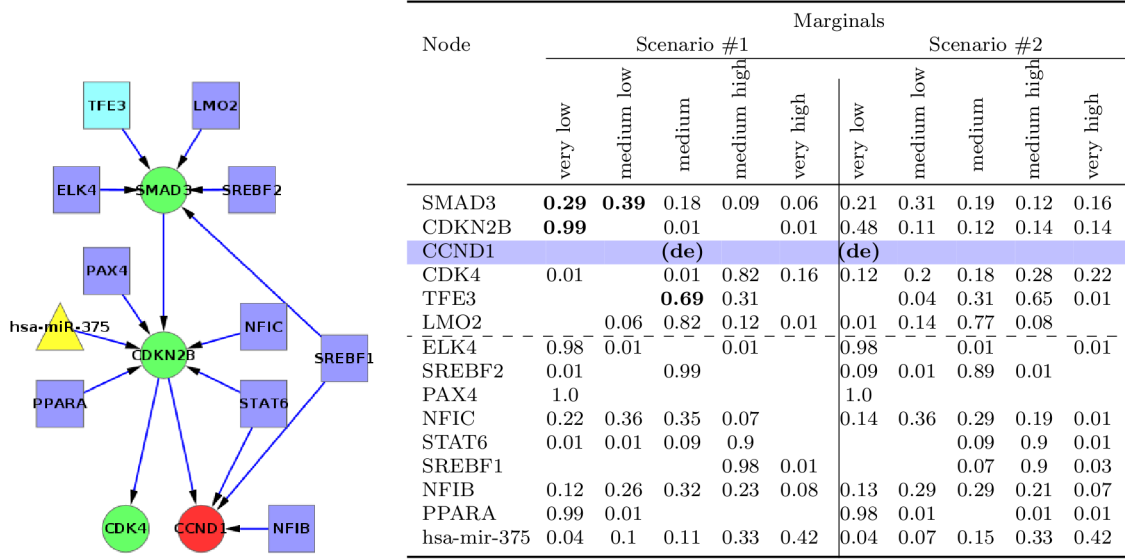 TFE3 LMO2
ELK4 SMAD3 SREBF2
PAX4
hsa-miR-375 NFIC
CDKN2B SREBF1
PPARA STAT6
CDK4 CCND1 NFIB
Marginals
Node Scenario #1 Scenario #2
very low medium low medium medium high very high very low medium low medium medium high very high
SMAD3 0.29 0.39 0.18 0.09 0.06 0.21 0.31 0.19 0.12 0.16
CDKN2B 0.99 0.01 0.01 0.48 0.11 0.12 0.14 0.14
CCND1 (de) (de)
CDK4 0.01 0.01 0.82 0.16 0.12 0.2 0.18 0.28 0.22
TFE3 0.69 0.31 0.04 0.31 0.65 0.01
LMO2 0.06 0.82 0.12 0.01 0.01 0.14 0.77 0.08
ELK4 0.98 0.01 0.01 0.98 0.01 0.01
SREBF2 0.01 0.99 0.09 0.01 0.89 0.01
PAX4 1.0 1.0
NFIC 0.22 0.36 0.35 0.07 0.14 0.36 0.29 0.19 0.01
STAT6 0.01 0.01 0.09 0.9 0.09 0.9 0.01
SREBF1 0.98 0.01 0.07 0.9 0.03
NFIB 0.12 0.26 0.32 0.23 0.08 0.13 0.29 0.29 0.21 0.07
PPARA 0.99 0.01 0.98 0.01 0.01 0.01
hsa-mir-375 0.04 0.1 0.11 0.33 0.42 0.04 0.07 0.15 0.33 0.42